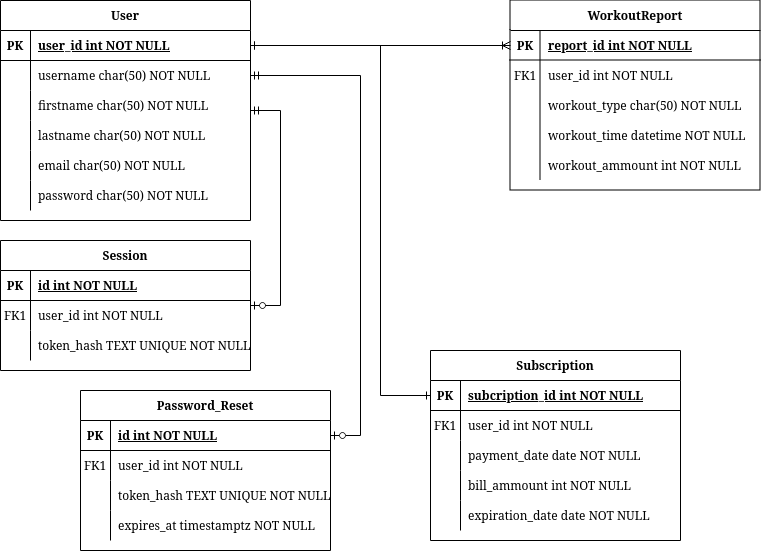 User
PK user_id int NOT NULL
username char(50) NOT NULL
firstname char(50) NOT NULL
lastname char(50) NOT NULL
email char(50) NOT NULL
password char(50) NOT NULL
WorkoutReport
PK report_id int NOT NULL
FK1 user_id int NOT NULL
workout_type char(50) NOT NULL
workout_time datetime NOT NULL
workout_ammount int NOT NULL
Session
PK id int NOT NULL
FK1 user_id int NOT NULL
token_hash TEXT UNIQUE NOT NULL
Password_Reset
PK id int NOT NULL
FK1 user_id int NOT NULL
token_hash TEXT UNIQUE NOT NULL
expires_at timestamptz NOT NULL
Subscription
PK subcription_id int NOT NULL
FK1 user_id int NOT NULL
payment_date date NOT NULL
bill_ammount int NOT NULL
expiration_date date NOT NULL